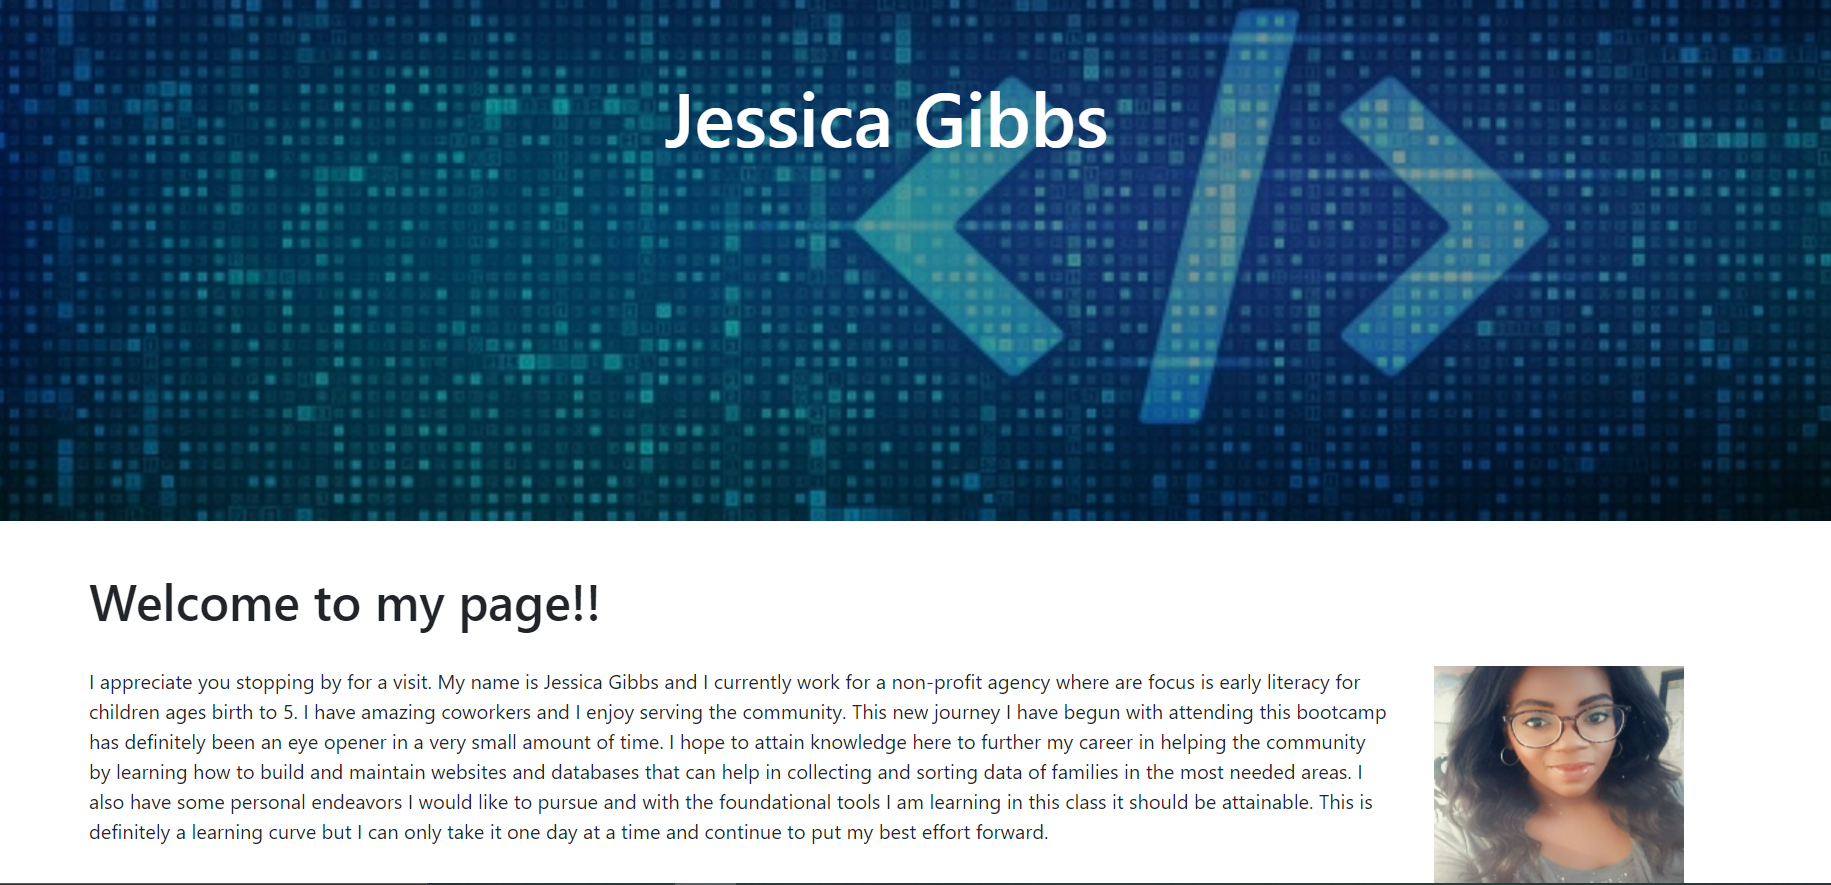 Jessica Gibbs
Welcome to my page!!
I appreciate you stopping by for a visit. My name is Jessica Gibbs and I currently work for a non-profit agency where are focus is early literacy for
children ages birth to 5. I have amazing coworkers and I enjoy serving the community. This new journey I have begun with attending this bootcamp
has definitely been an eye opener in a very small amount of time. I hope to attain knowledge here to further my career in helping the community
by learning how to build and maintain websites and databases that can help in collecting and sorting data of families in the most needed areas. I
also have some personal endeavors I would like to pursue and with the foundational tools I am learning in this class it should be attainable. This is
definitely a learning curve but I can only take it one day at a time and continue to put my best effort forward.